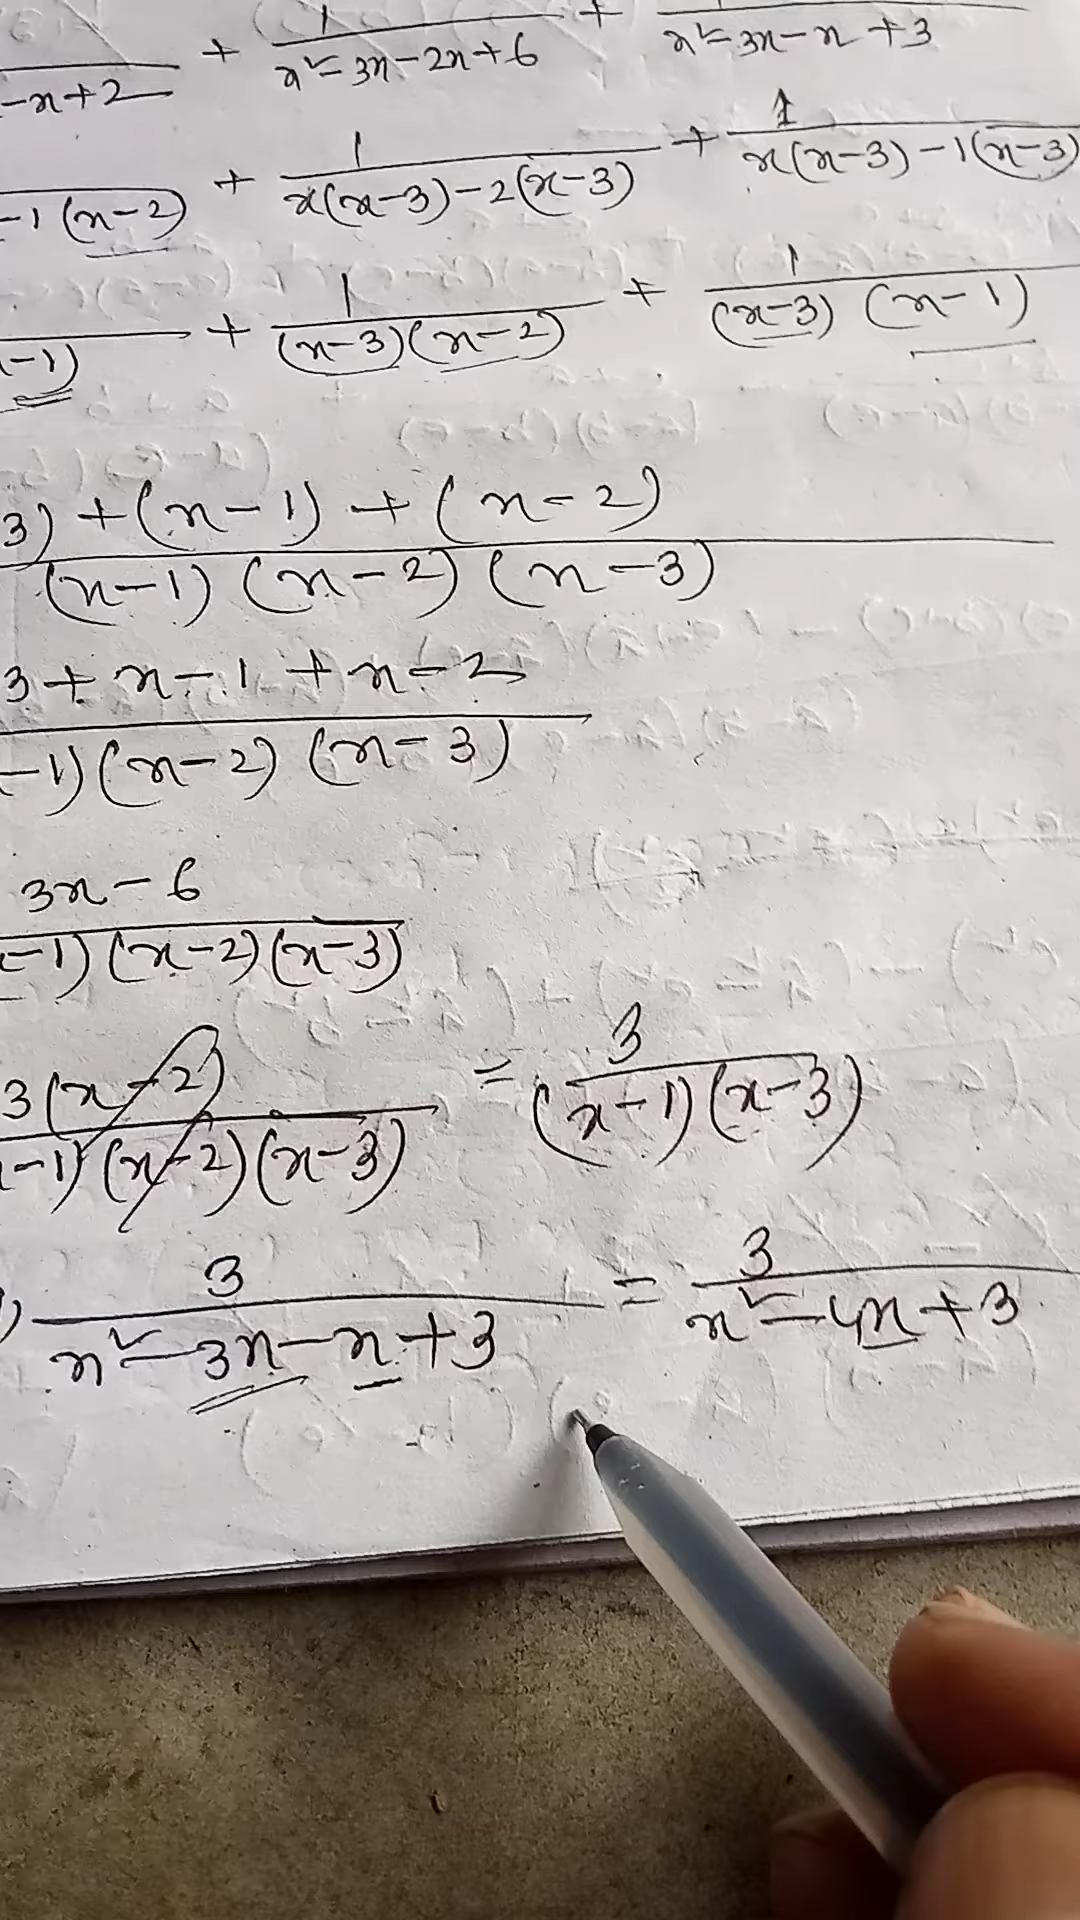 -x+2 + 1/(x²-3x-2x+6) + 1/(x²-3x-x+3)
-1(x-2) + 1/(x(x-3)-2(x-3)) + 1/(x(x-3)-1(x-3))
-1) + 1/((x-3)(x-2)) + 1/((x-3)(x-1))
3)+(x-1)+(x-2)
(x-1)(x-2)(x-3)
3+x-1+x-2
-1)(x-2)(x-3)
3x-6
-1)(x-2)(x-3)
3(x-2)/-1)(x-2)(x-3) = 3/((x-1)(x-3))
3/(x²-3x-x+3) = 3/(x²-4x+3)